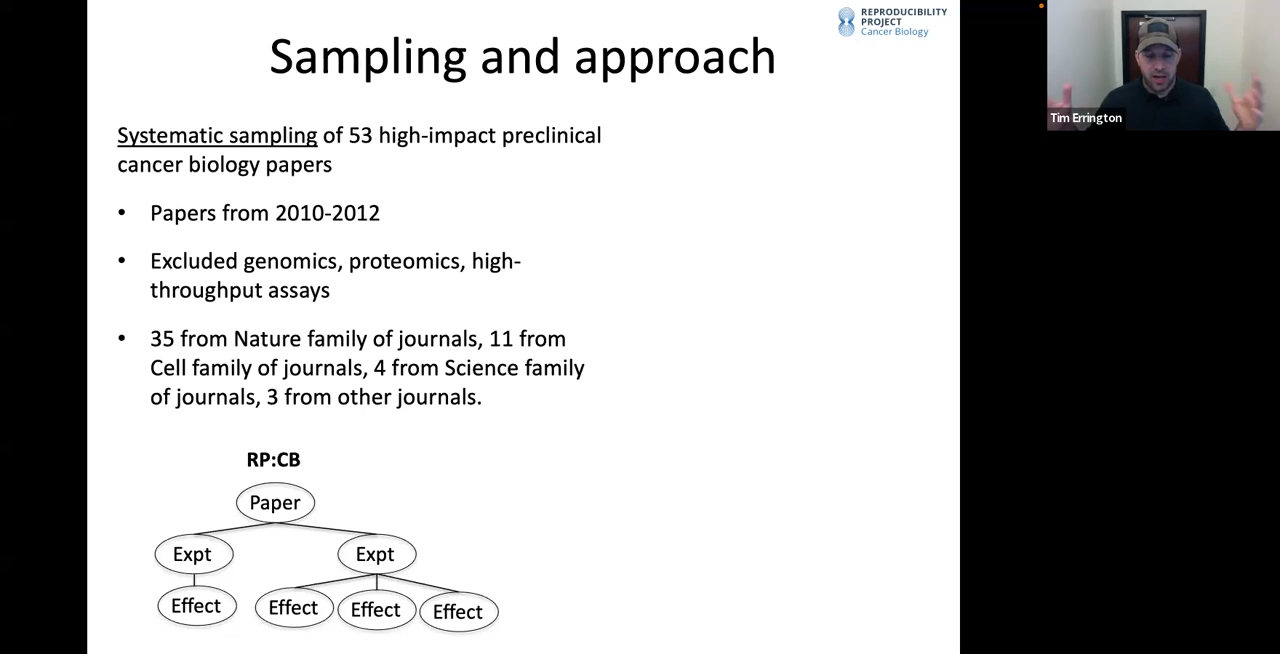 REPRODUCIBILITY
PROJECT
Cancer Biology
Sampling and approach
Tim Errington
Systematic sampling of 53 high-impact preclinical
cancer biology papers
• Papers from 2010-2012
• Excluded genomics, proteomics, high-
throughput assays
• 35 from Nature family of journals, 11 from
Cell family of journals, 4 from Science family
of journals, 3 from other journals.
RP:CB
Paper
Expt Expt
Effect Effect Effect Effect